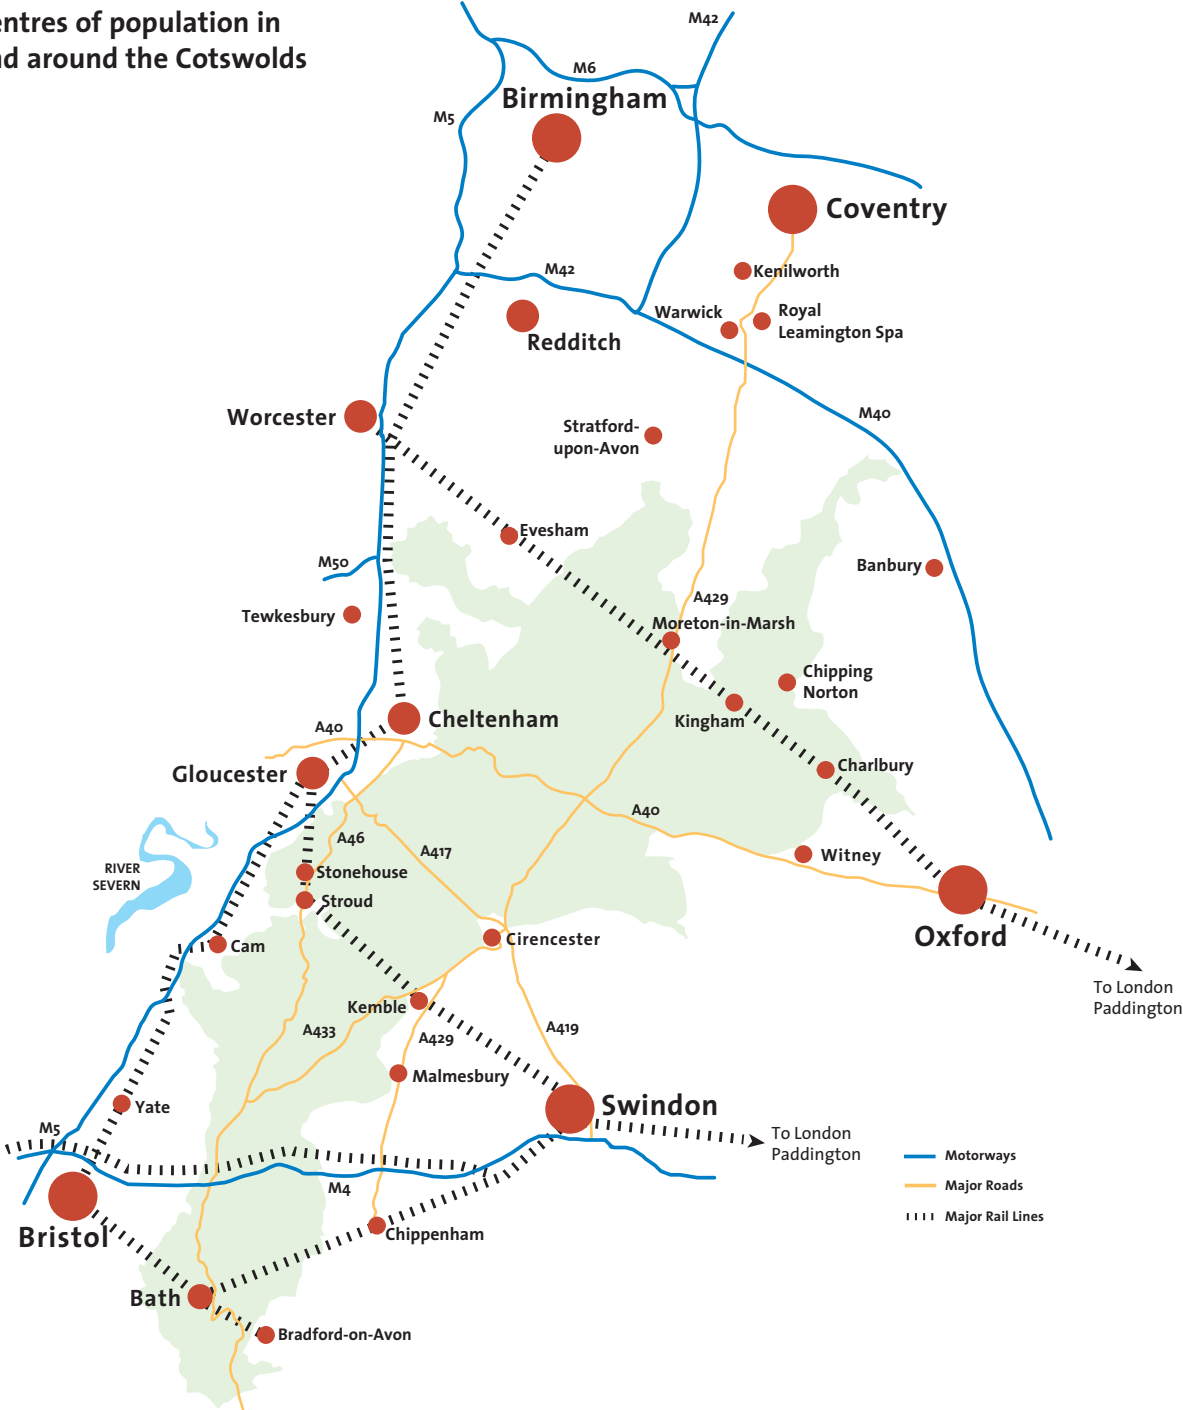 entres of population in
nd around the Cotswolds
M42
M6
Birmingham
M5
Coventry
Kenilworth
M42
Warwick
Royal
Leamington Spa
Redditch
Worcester
M40
Stratford-
upon-Avon
Evesham
M50
Banbury
A429
Tewkesbury
Moreton-in-Marsh
Chipping
Norton
Kingham
Cheltenham
A40
Gloucester
Charlbury
A40
A46
A417
Witney
RIVER
SEVERN
Stonehouse
Stroud
Oxford
Cirencester
Cam
To London
Paddington
Kemble
A433
A429
A419
Malmesbury
Yate
Swindon
M5
To London
Paddington
Motorways
M4
Major Roads
Bristol
Major Rail Lines
Chippenham
Bath
Bradford-on-Avon